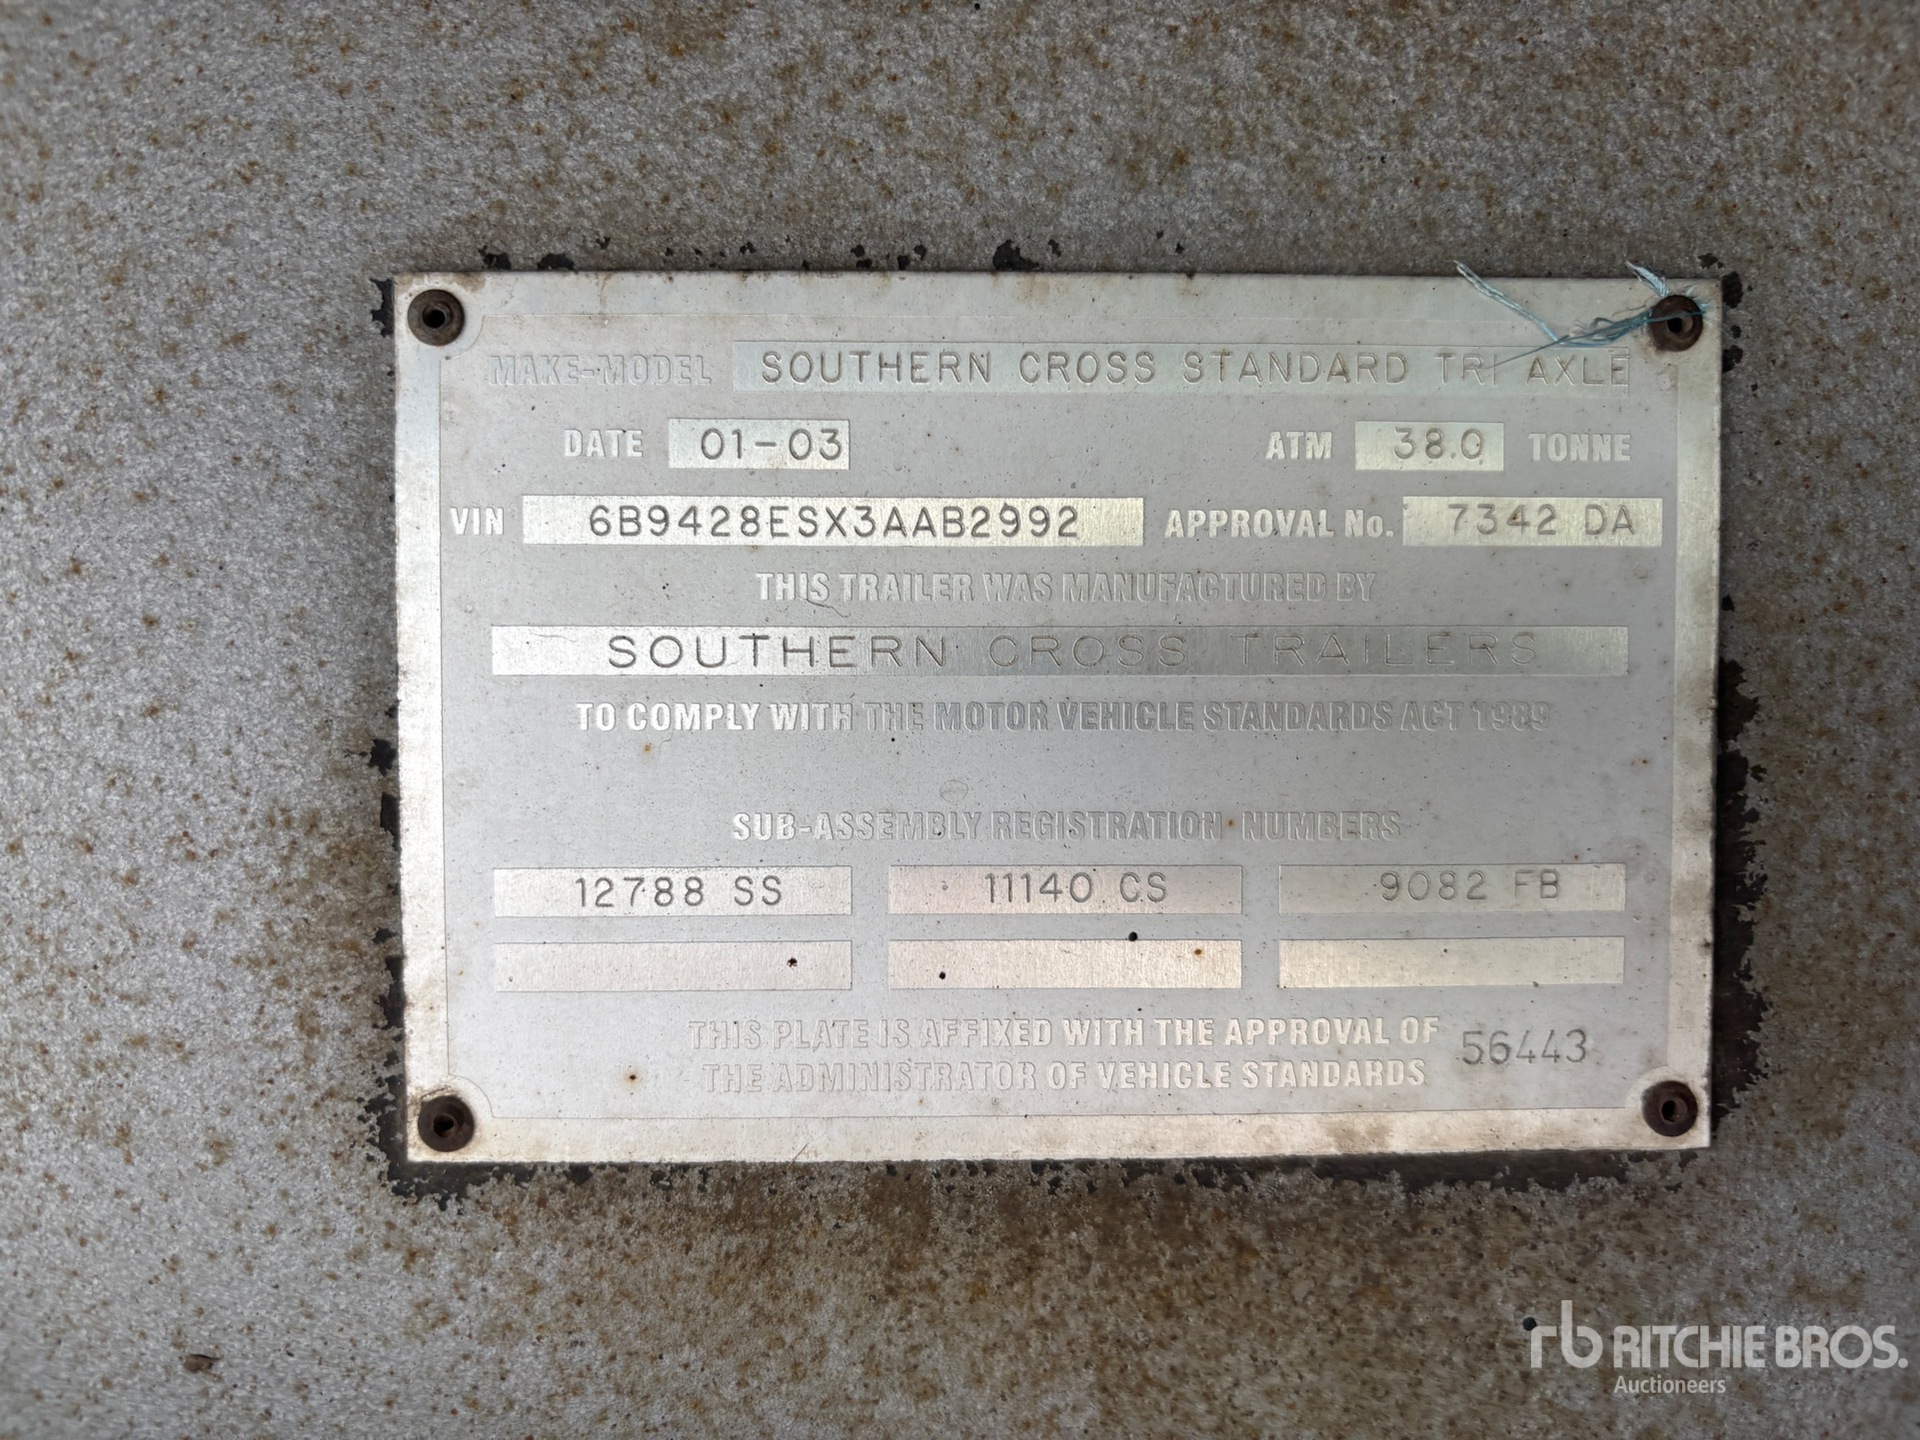 MAKE-MODEL SOUTHERN CROSS STANDARD TRI AXLE
DATE 01-03 ATM 38.0 TONNE
VIN 6B9428ESX3AAB2992 APPROVAL No. 7342 DA
THIS TRAILER WAS MANUFACTURED BY
SOUTHERN CROSS TRAILERS
TO COMPLY WITH THE MOTOR VEHICLE STANDARDS ACT 1989
SUB-ASSEMBLY REGISTRATION NUMBERS
12788 SS 11140 CS 9082 FB
THIS PLATE IS AFFIXED WITH THE APPROVAL OF
THE ADMINISTRATOR OF VEHICLE STANDARDS 56443
rb RITCHIE BROS.
Auctioneers